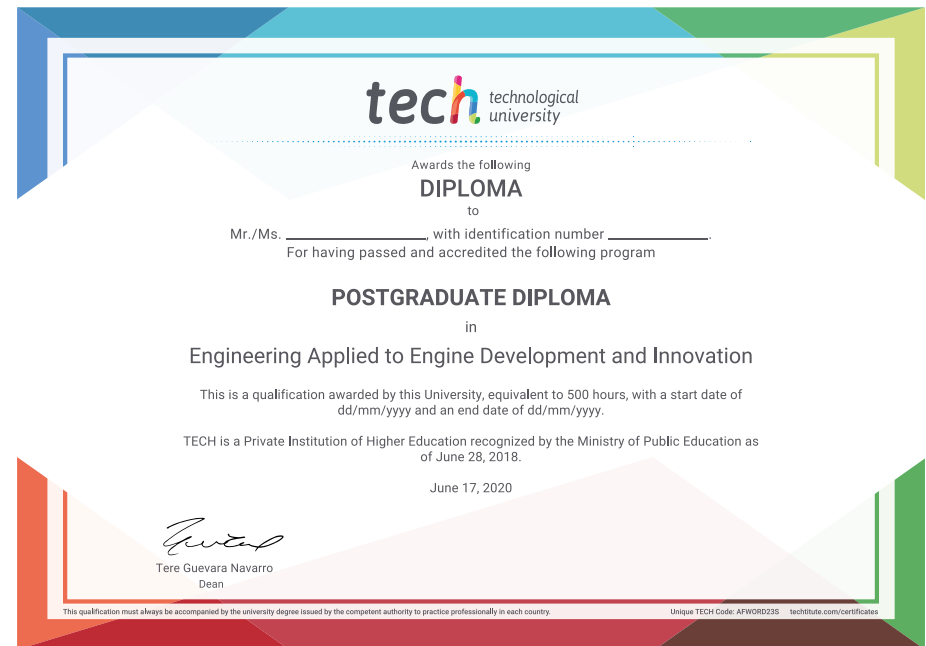 tech technological
university
Awards the following
DIPLOMA
to
Mr./Ms. ____________________, with identification number ______________.
For having passed and accredited the following program
POSTGRADUATE DIPLOMA
in
Engineering Applied to Engine Development and Innovation
This is a qualification awarded by this University, equivalent to 500 hours, with a start date of
dd/mm/yyyy and an end date of dd/mm/yyyy.
TECH is a Private Institution of Higher Education recognized by the Ministry of Public Education as
of June 28, 2018.
June 17, 2020
Tere Guevara Navarro
Dean
This qualification must always be accompanied by the university degree issued by the competent authority to practice professionally in each country.
Unique TECH Code: AFWORD23S techtitute.com/certificates